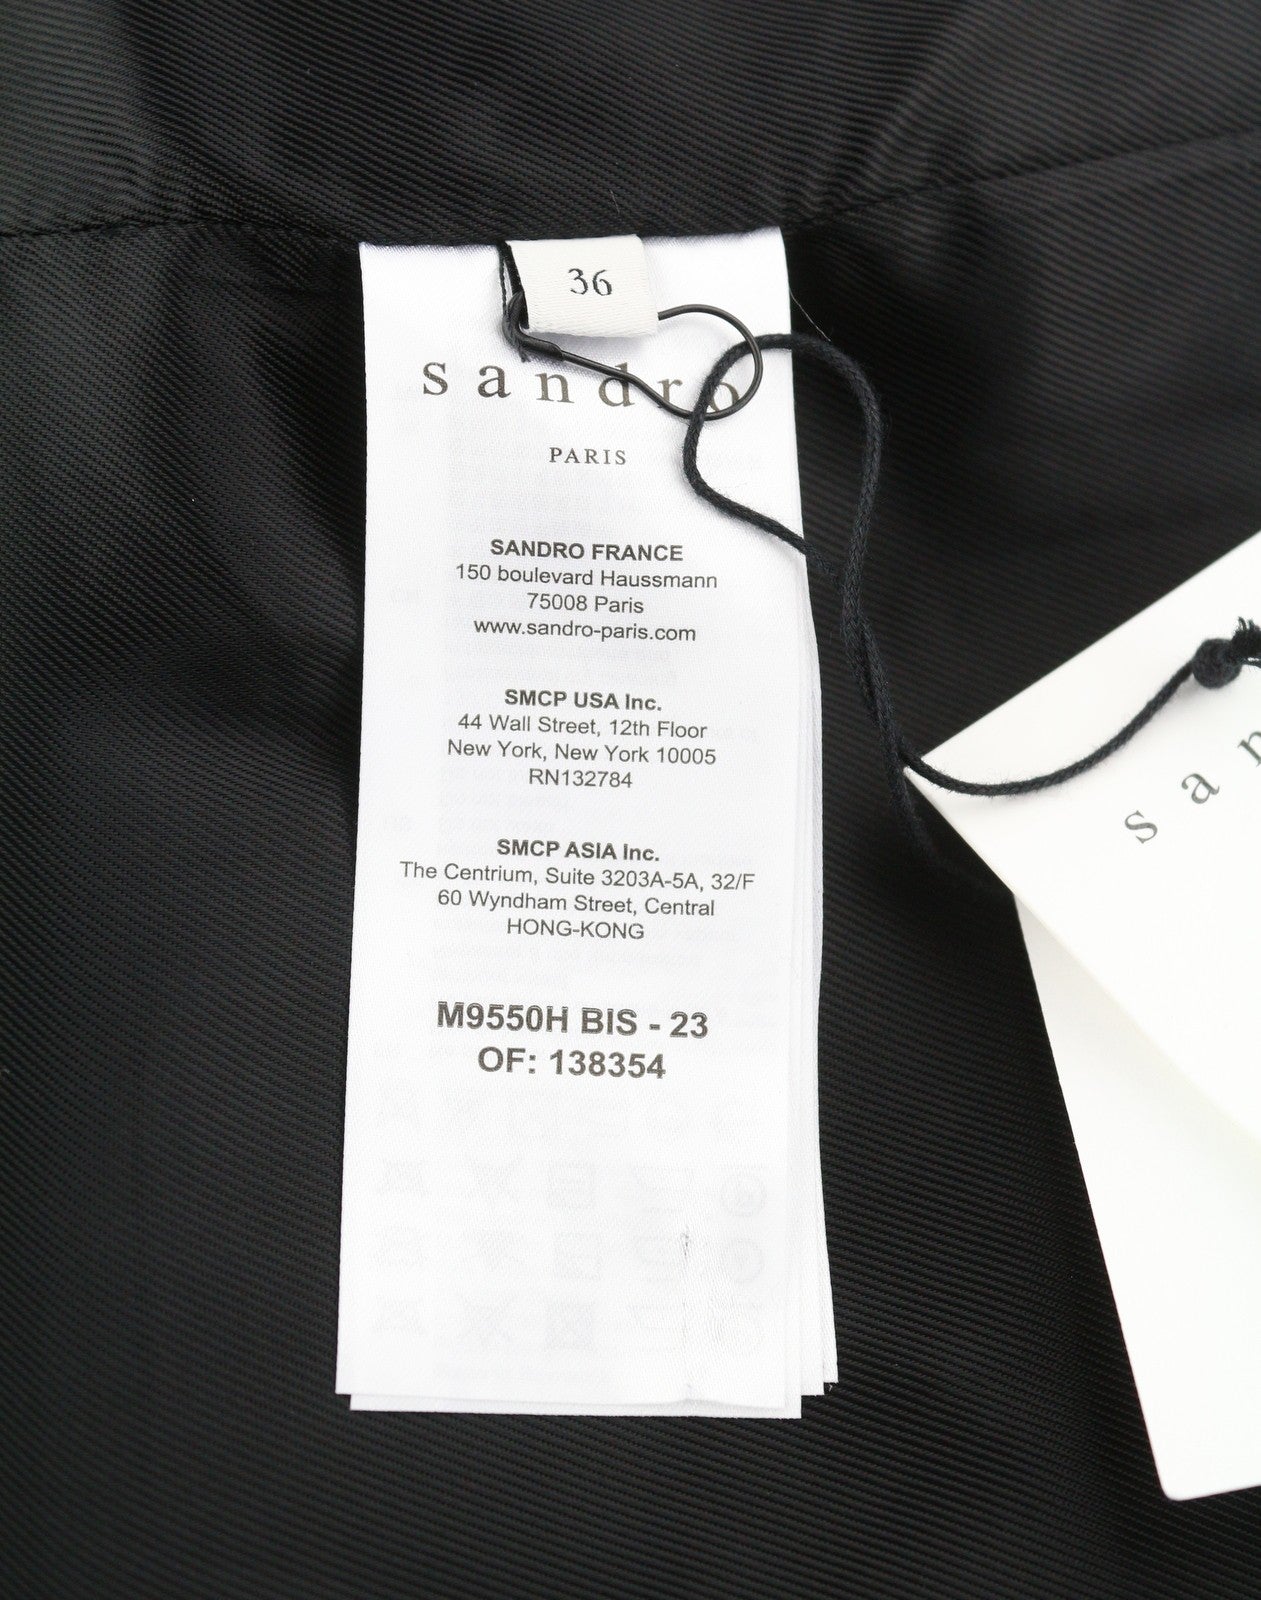 36
sandro
PARIS
SANDRO FRANCE
150 boulevard Haussmann
75008 Paris
www.sandro-paris.com
SMCP USA Inc.
44 Wall Street, 12th Floor
New York, New York 10005
RN132784
SMCP ASIA Inc.
The Centrium, Suite 3203A-5A, 32/F
60 Wyndham Street, Central
HONG-KONG
M9550H BIS - 23
OF: 138354
san